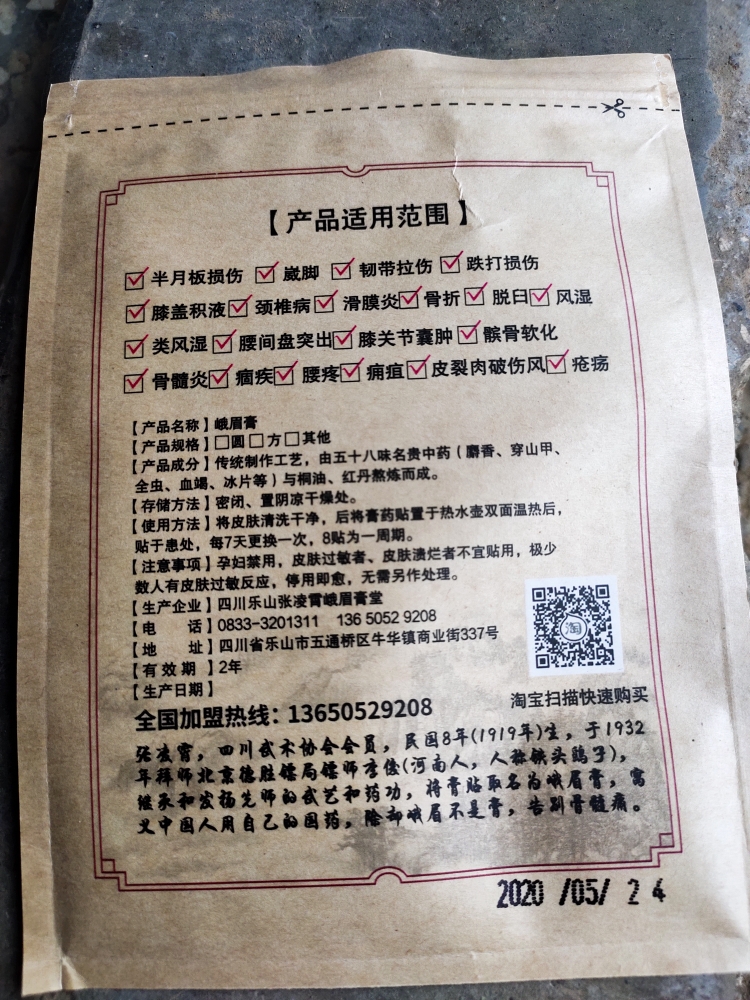 【产品适用范围】
半月板损伤 崴脚 韧带拉伤 跌打损伤
膝盖积液 颈椎病 滑膜炎 骨折 脱臼 风湿
类风湿 腰间盘突出 膝关节囊肿 髌骨软化
骨髓炎 痼疾 腰疼 痈疽 皮裂肉破伤风 疮疡
【产品名称】峨眉膏
【产品规格】□圆□方□其他
【产品成分】传统制作工艺，由五十八味名贵中药（麝香、穿山甲、
全虫、血竭、冰片等）与桐油、红丹熬炼而成。
【存储方法】密闭、置阴凉干燥处。
【使用方法】将皮肤清洗干净，后将膏药贴置于热水壶双面温热后，
贴于患处，每7天更换一次，8贴为一周期。
【注意事项】孕妇禁用，皮肤过敏者、皮肤溃烂者不宜贴用，极少
数人有皮肤过敏反应，停用即愈，无需另作处理。
【生产企业】四川乐山张凌霄峨眉膏堂
【电 话】0833-3201311 136 5052 9208
【地 址】四川省乐山市五通桥区牛华镇商业街337号
【有效期】2年
【生产日期】
淘
淘宝扫描快速购买
全国加盟热线：13650529208
张凌霄，四川武术协会会员，民国8年(1919年)生，于1932
年拜师北京德胜镖局镖师李俊(河南人，人称铁头鹞子)，
继承和发扬先师的武艺和药功，将膏贴取名为峨眉膏，寓
义中国人用自己的国药，除却峨眉不是膏，告别骨髓痛。
2020 /05/ 24